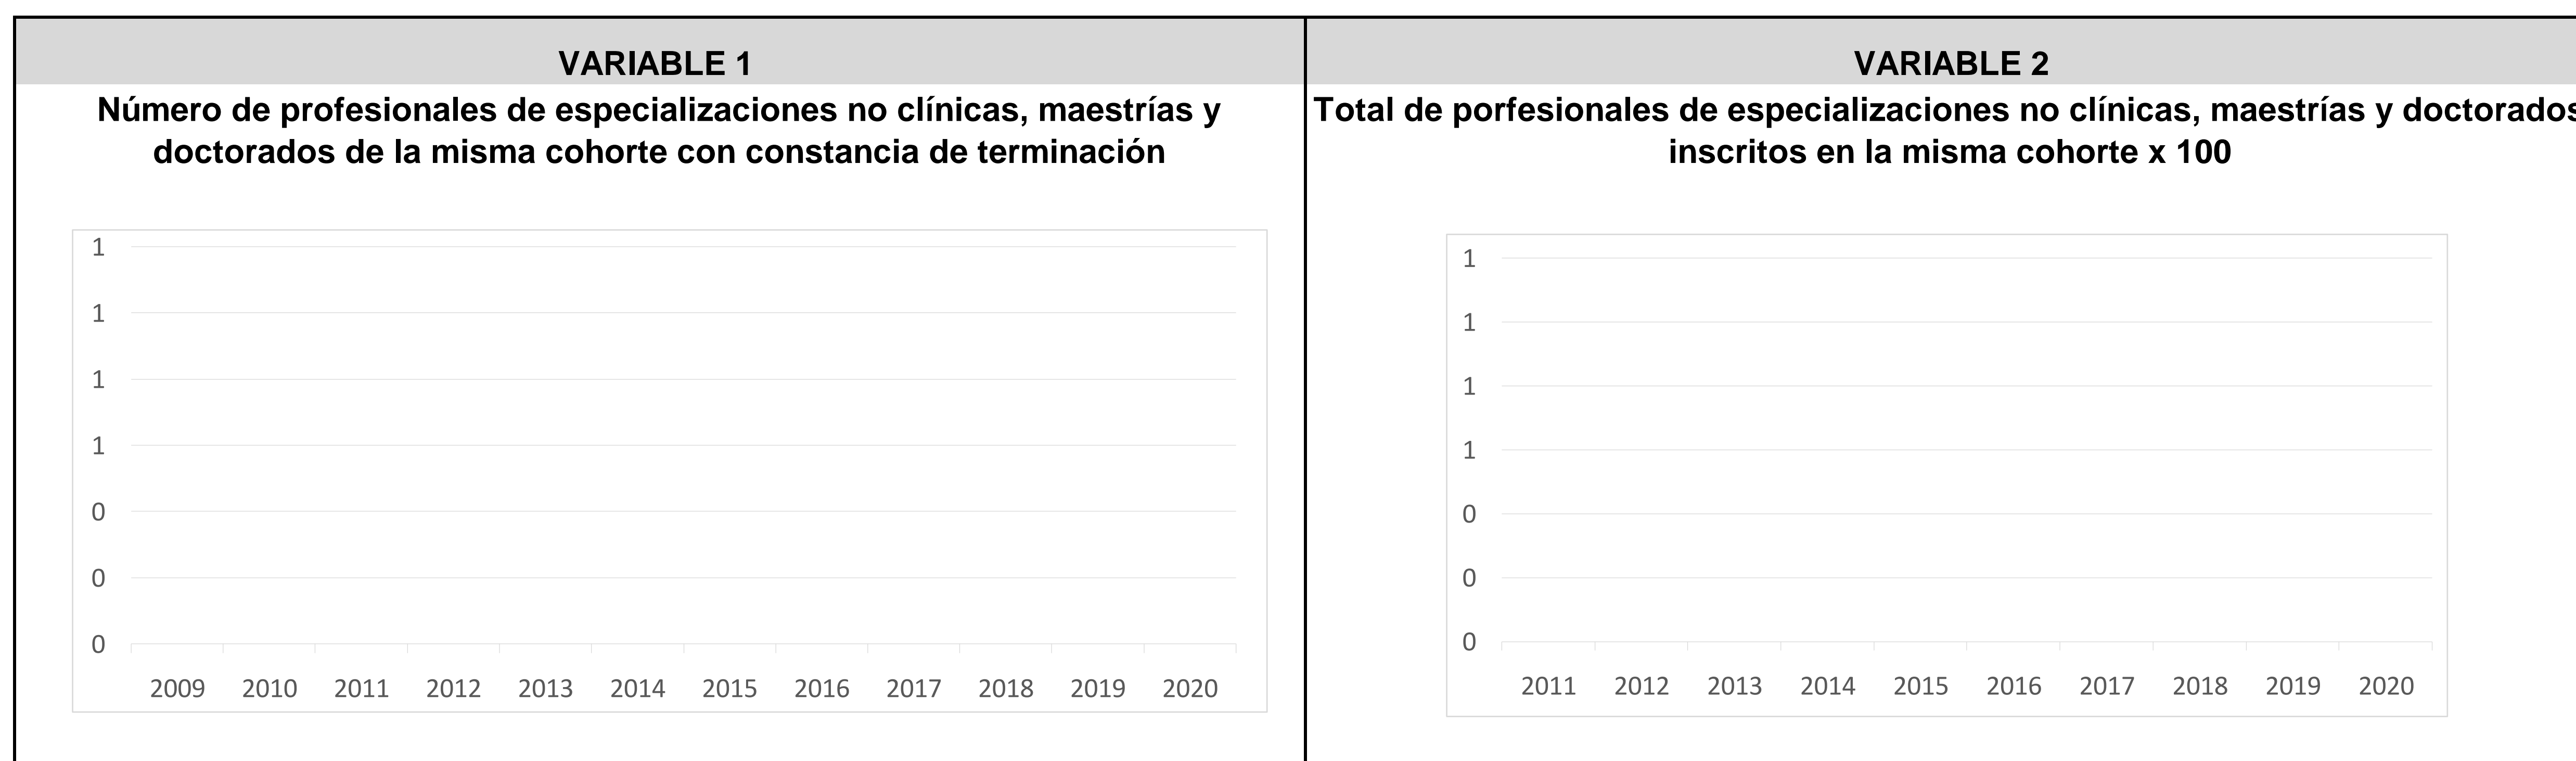 VARIABLE 1
Número de profesionales de especializaciones no clínicas, maestrías y
doctorados de la misma cohorte con constancia de terminación
1
1
1
1
0
0
0
2009 2010 2011 2012 2013 2014 2015 2016 2017 2018 2019 2020
VARIABLE 2
Total de porfesionales de especializaciones no clínicas, maestrías y doctorados
inscritos en la misma cohorte x 100
1
1
1
1
0
0
0
2011 2012 2013 2014 2015 2016 2017 2018 2019 2020